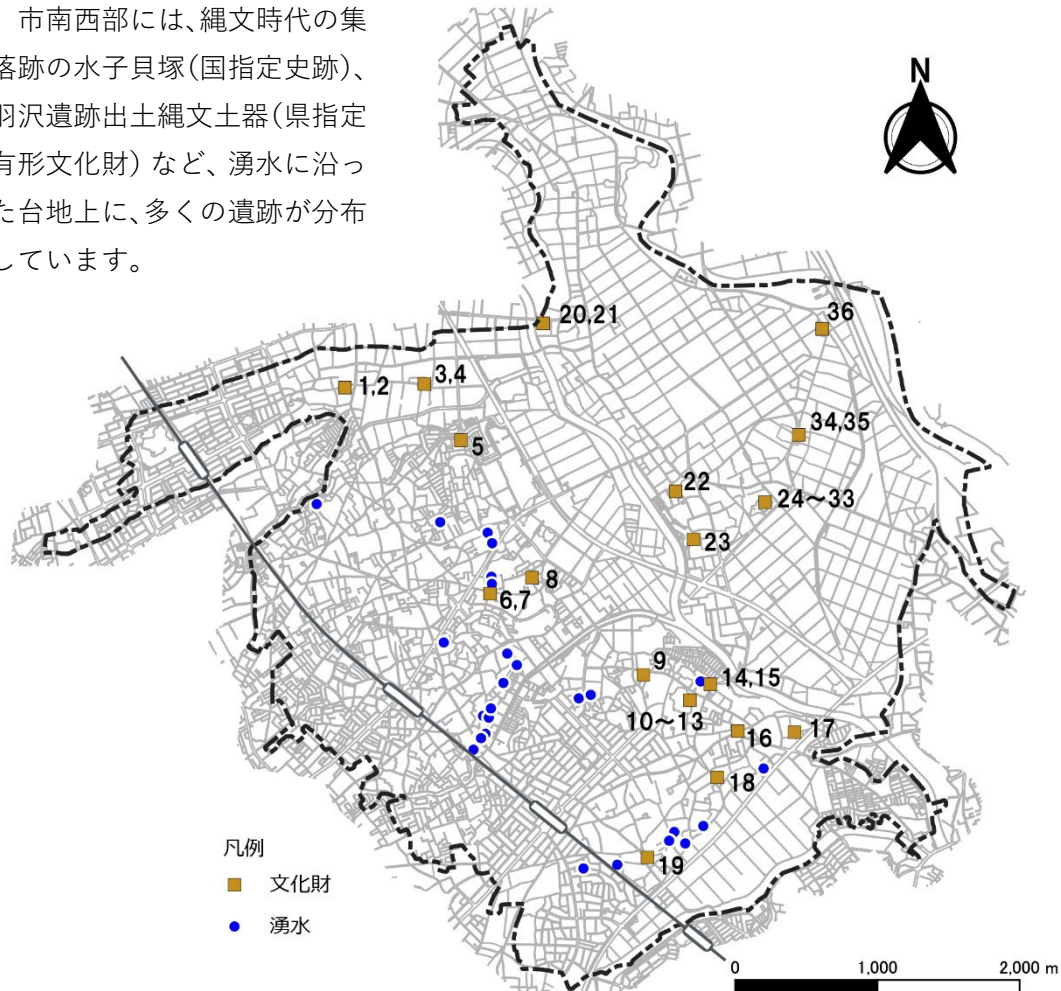 市南西部には、縄文時代の集
落跡の水子貝塚(国指定史跡)、
羽沢遺跡出土縄文土器(県指定
有形文化財)など、湧水に沿っ
た台地上に、多くの遺跡が分布
しています。
N
20,21
36
1,2
3,4
5
34,35
22
24～33
23
8
6,7
9
14,15
10～13
16
17
18
19
凡例
文化財
湧水
0 1,000 2,000 m